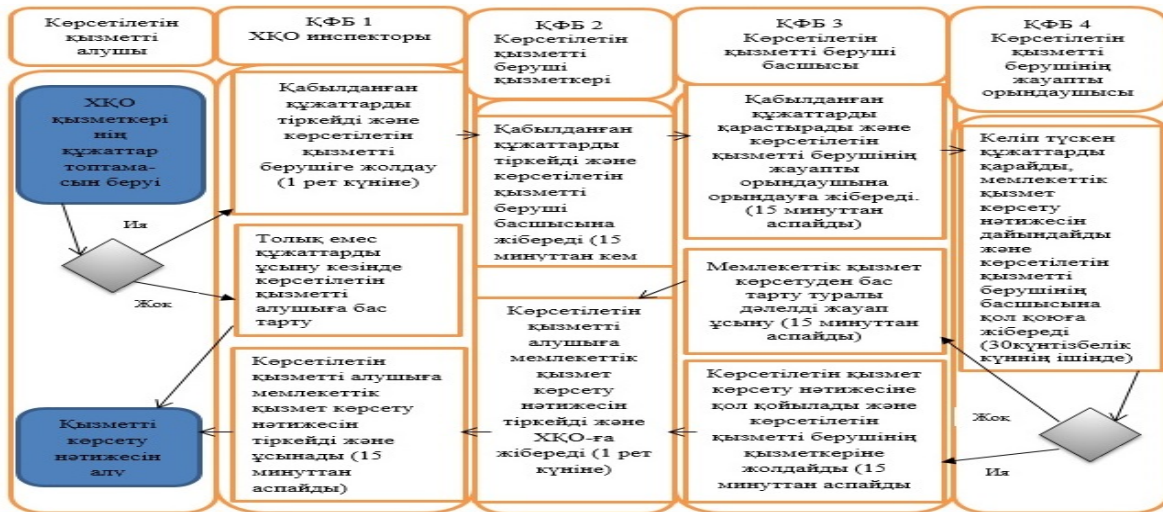 Көрсетілетін
қызметті
алушы
ҚФБ 1
ХҚО инспекторы
ҚФБ 2
Көрсетілетін
қызметті
беруші
қызметкері
ҚФБ 3
Көрсетілетін
қызметті беруші
басшысы
ҚФБ 4
Көрсетілетін
қызметті
берушінің
жауапты
орындаушысы
ХҚО
қызметкері
нің
құжаттар
топтама-
сын беруі
Ия
Жок
Қызметті
көрсету
нәтижесін
алу
Қабылданған
құжаттарды
тіркейді және
көрсетілетін
қызметті
берушіге жолдау
(1 рет күніне)
Толық емес
құжаттарды
ұсыну кезінде
көрсетілетін
қызметті
алушыға бас
тарту
Көрсетілетін
қызметті алушыға
мемлекеттік
қызмет көрсету
нәтижесін
тіркейді және
ұсынады (15
минуттан
аспайды)
Қабылданған
құжаттарды
тіркейді және
көрсетілетін
қызметті
беруші
басшысына
жібереді (15
минуттан кем
Көрсетілетін
қызметті
алушыға
мемлекеттік
қызмет
көрсету
нәтижесін
тіркейді және
ХҚО-ға
жібереді (1 рет
күніне)
Қабылданған
құжаттарды
қарастырады және
көрсетілетін
қызметті берушінің
жауапты
орындаушына
орындауға жібереді.
(15 минуттан
аспайды)
Мемлекеттік қызмет
көрсетуден бас
тарту туралы
дәлелді жауап
ұсыну (15 минуттан
аспайды)
Көрсетілетін қызмет
көрсету нәтижесіне
қол қойылады және
көрсетілетін
қызметті берушінің
қызметкеріне
жолдайды (15
минуттан аспайды
Келіп түскен
құжаттарды
қарайды,
мемлекеттік
қызмет
көрсету
нәтижесін
дайындайды
және
көрсетілетін
қызметті
берушінің
басшысына
қол қоюға
жібереді
(30күнтізбелік
күннің ішінде)
Жок
Ия